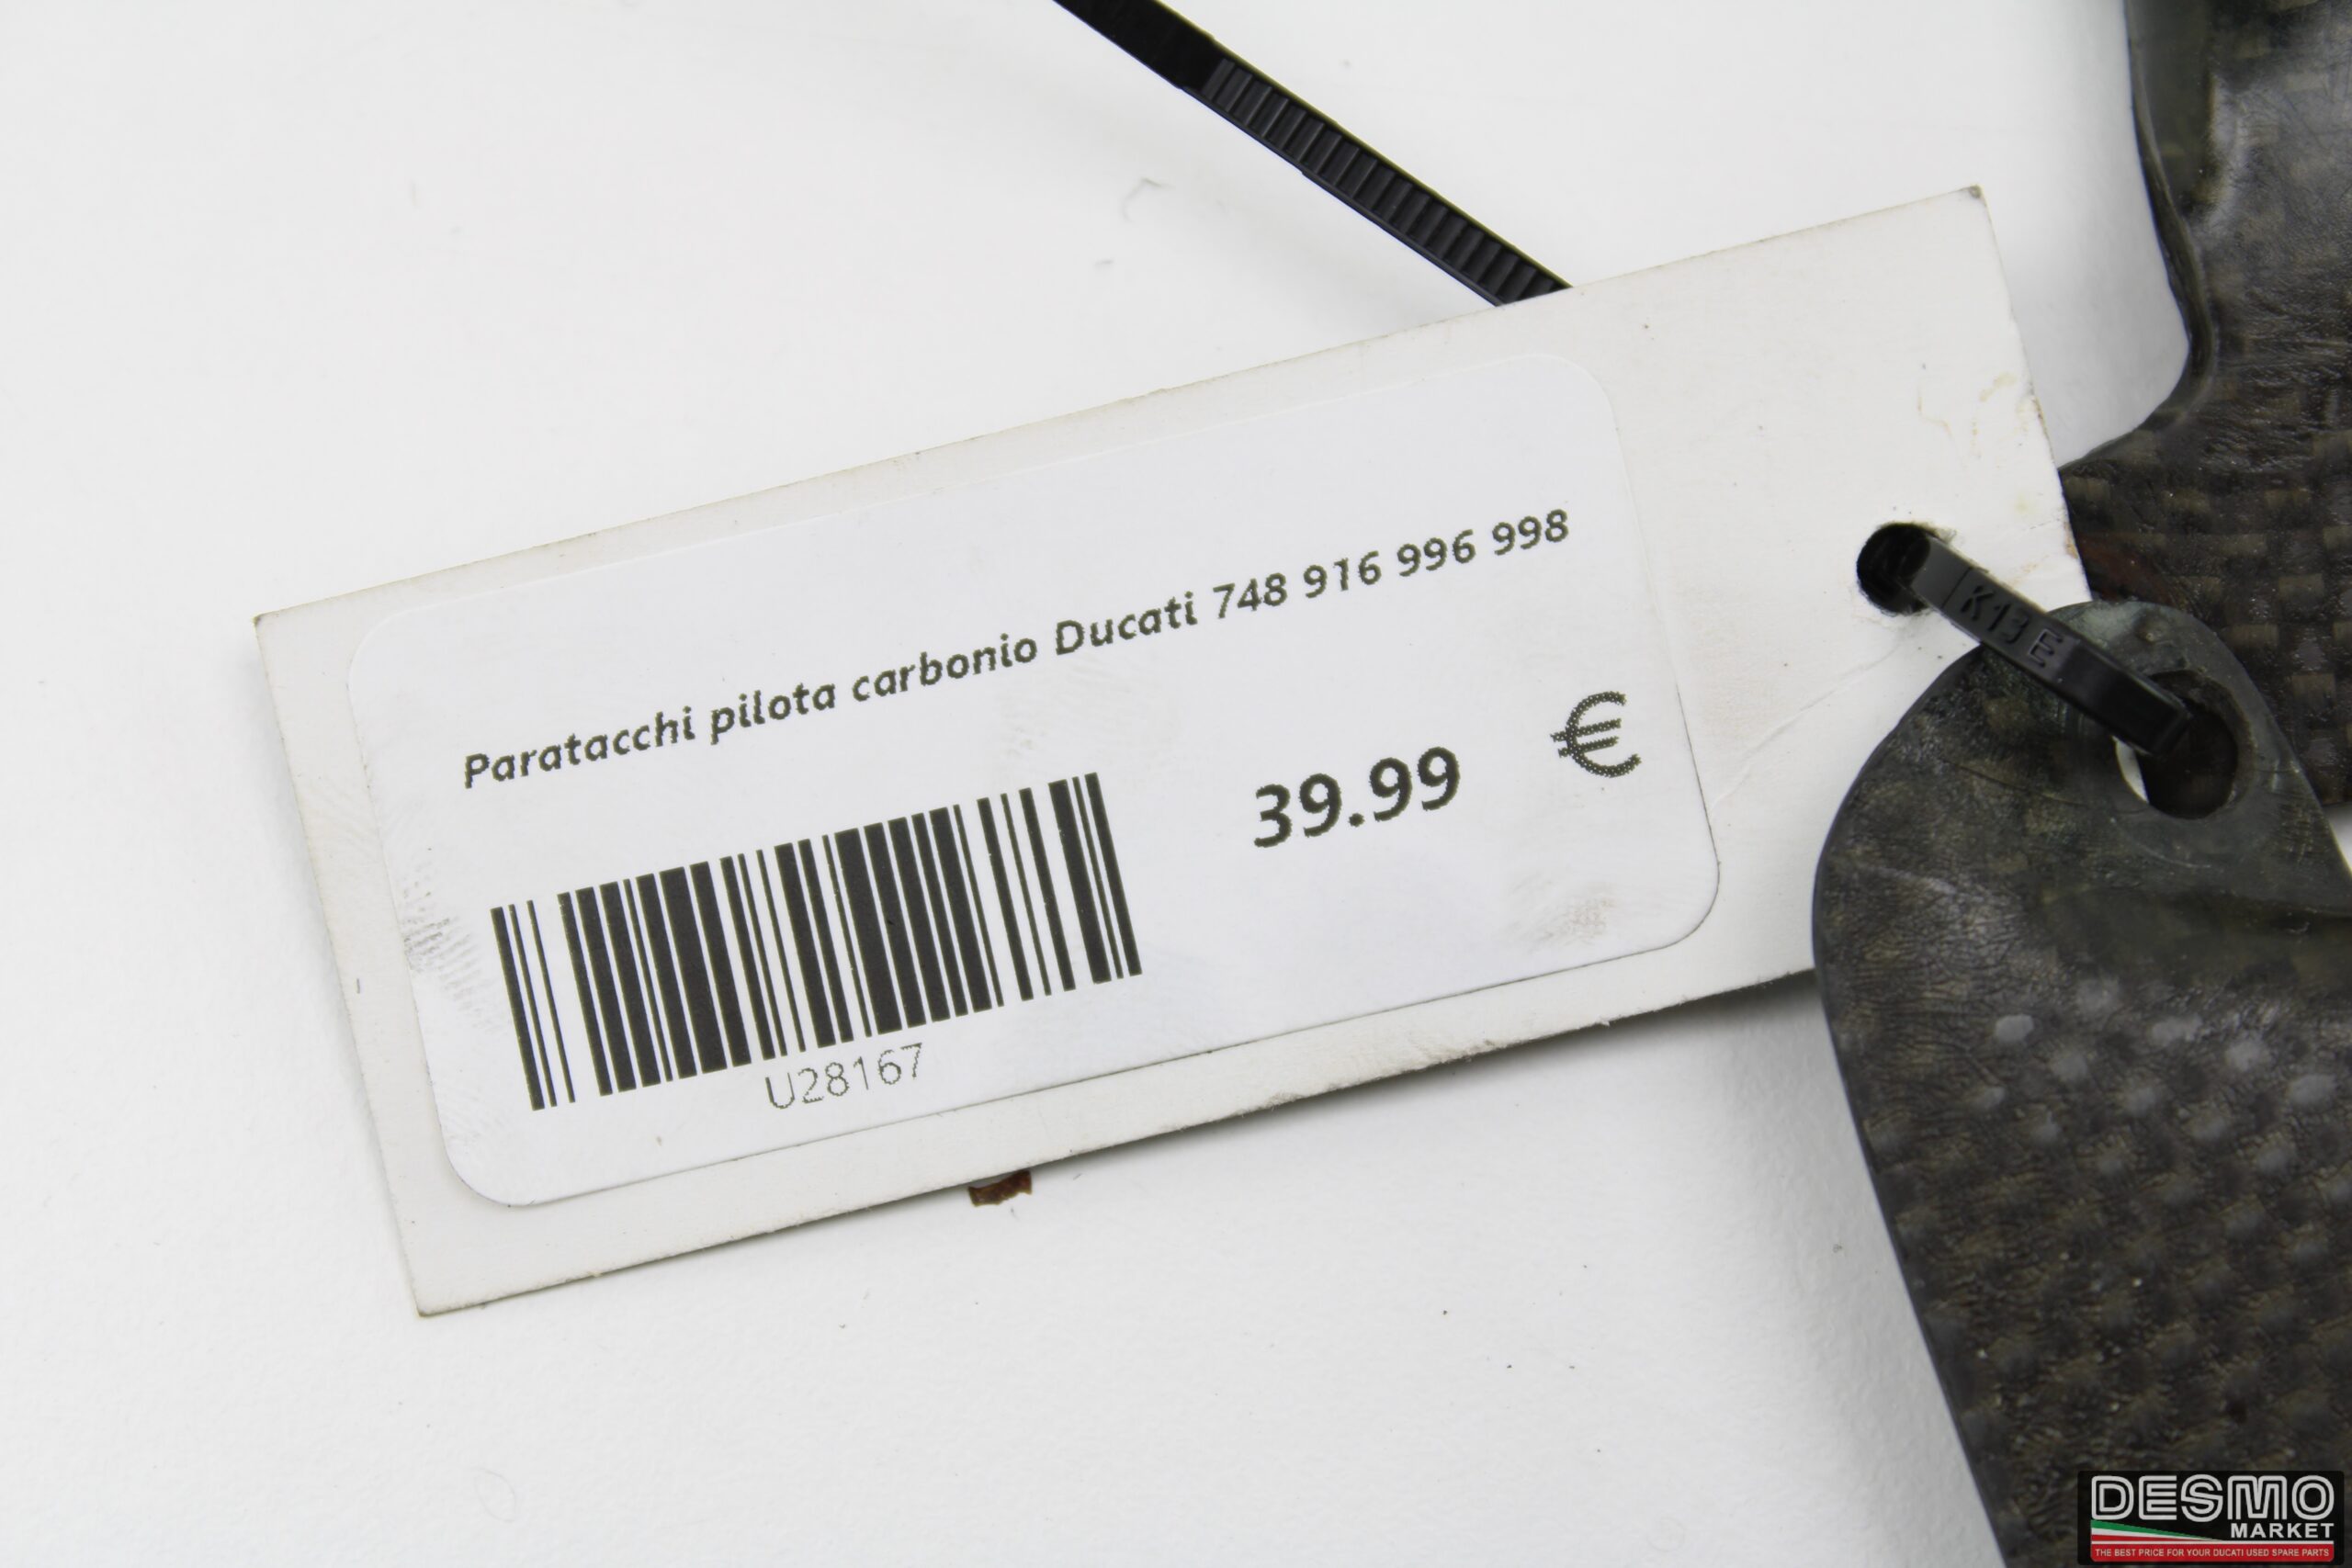 Paratacchi pilota carbonio Ducati 748 916 996 998
39.99 €
U28167
K13 E
DESMO
MARKET
THE BEST PRICE FOR YOUR DUCATI USED SPARE PARTS